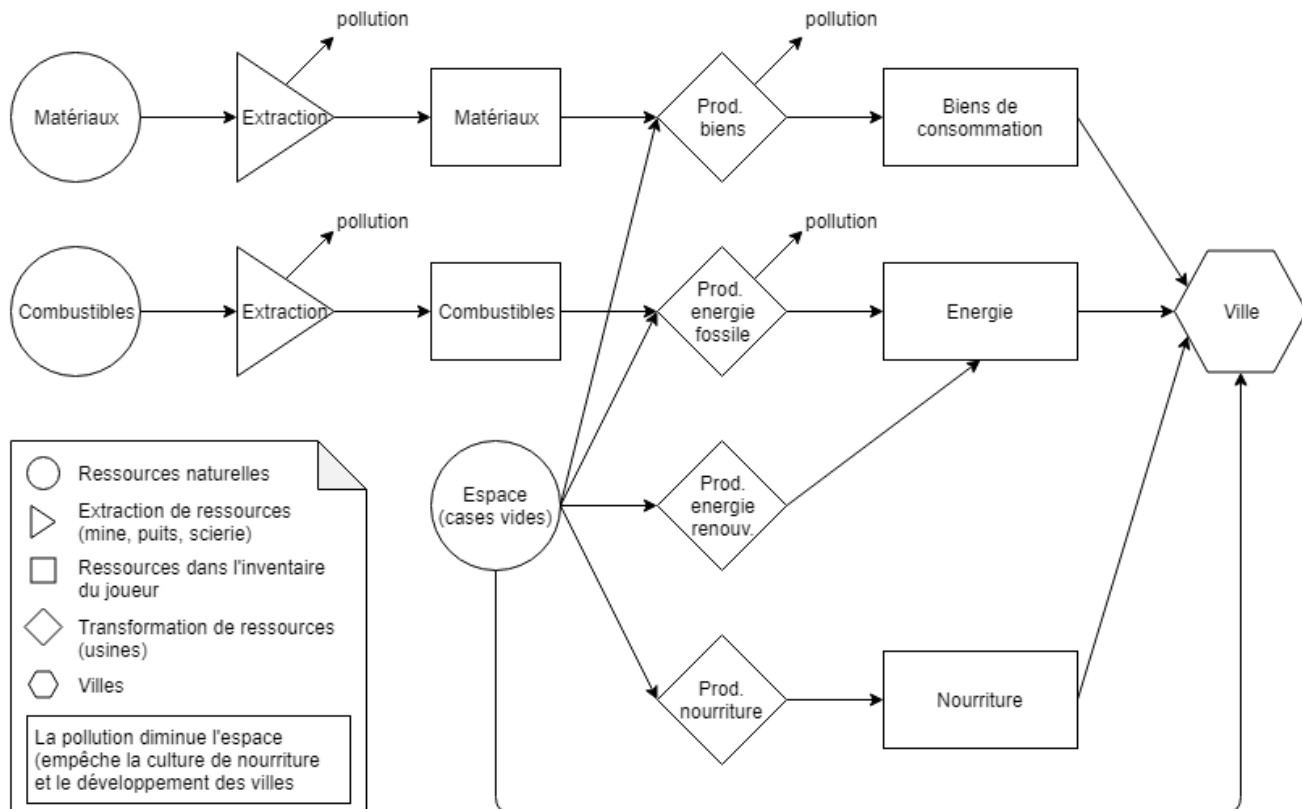 pollution
pollution
Matériaux
Extraction
Matériaux
Prod.
biens
Biens de
consommation
pollution
pollution
Combustibles
Extraction
Combustibles
Prod.
energie
fossile
Energie
Ville
Espace
(cases vides)
Prod.
energie
renouv.
Prod.
nourriture
Nourriture
Ressources naturelles
Extraction de ressources
(mine, puits, scierie)
Ressources dans l'inventaire
du joueur
Transformation de ressources
(usines)
Villes
La pollution diminue l'espace
(empêche la culture de nourriture
et le développement des villes